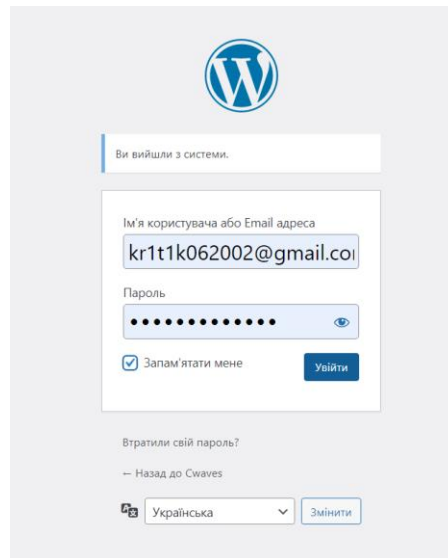 Ви вийшли з системи.
Ім'я користувача або Email адреса
kr1t1k062002@gmail.co
Пароль
Запам'ятати мене
Увійти
Втратили свій пароль?
← Назад до Cwaves
Українська
Змінити